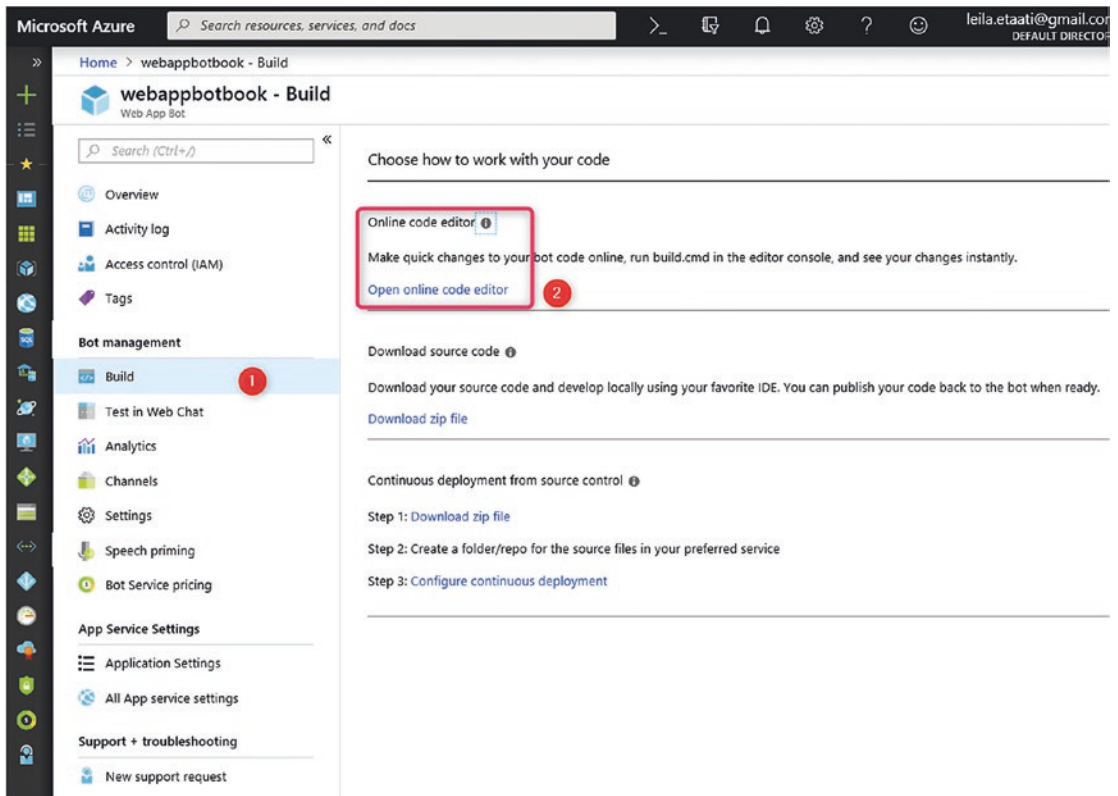 Microsoft Azure
Search resources, services, and docs
leila.etaati@gmail.com
DEFAULT DIRECTOR
Home > webappbotbook - Build
webappbotbook - Build
Web App Bot
Search (Ctrl+/)
Overview
Activity log
Access control (IAM)
Tags
Bot management
Build
1
Test in Web Chat
Analytics
Channels
Settings
Speech priming
Bot Service pricing
App Service Settings
Application Settings
All App service settings
Support + troubleshooting
New support request
Choose how to work with your code
Online code editor
Make quick changes to your bot code online, run build.cmd in the editor console, and see your changes instantly.
Open online code editor
2
Download source code
Download your source code and develop locally using your favorite IDE. You can publish your code back to the bot when ready.
Download zip file
Continuous deployment from source control
Step 1: Download zip file
Step 2: Create a folder/repo for the source files in your preferred service
Step 3: Configure continuous deployment